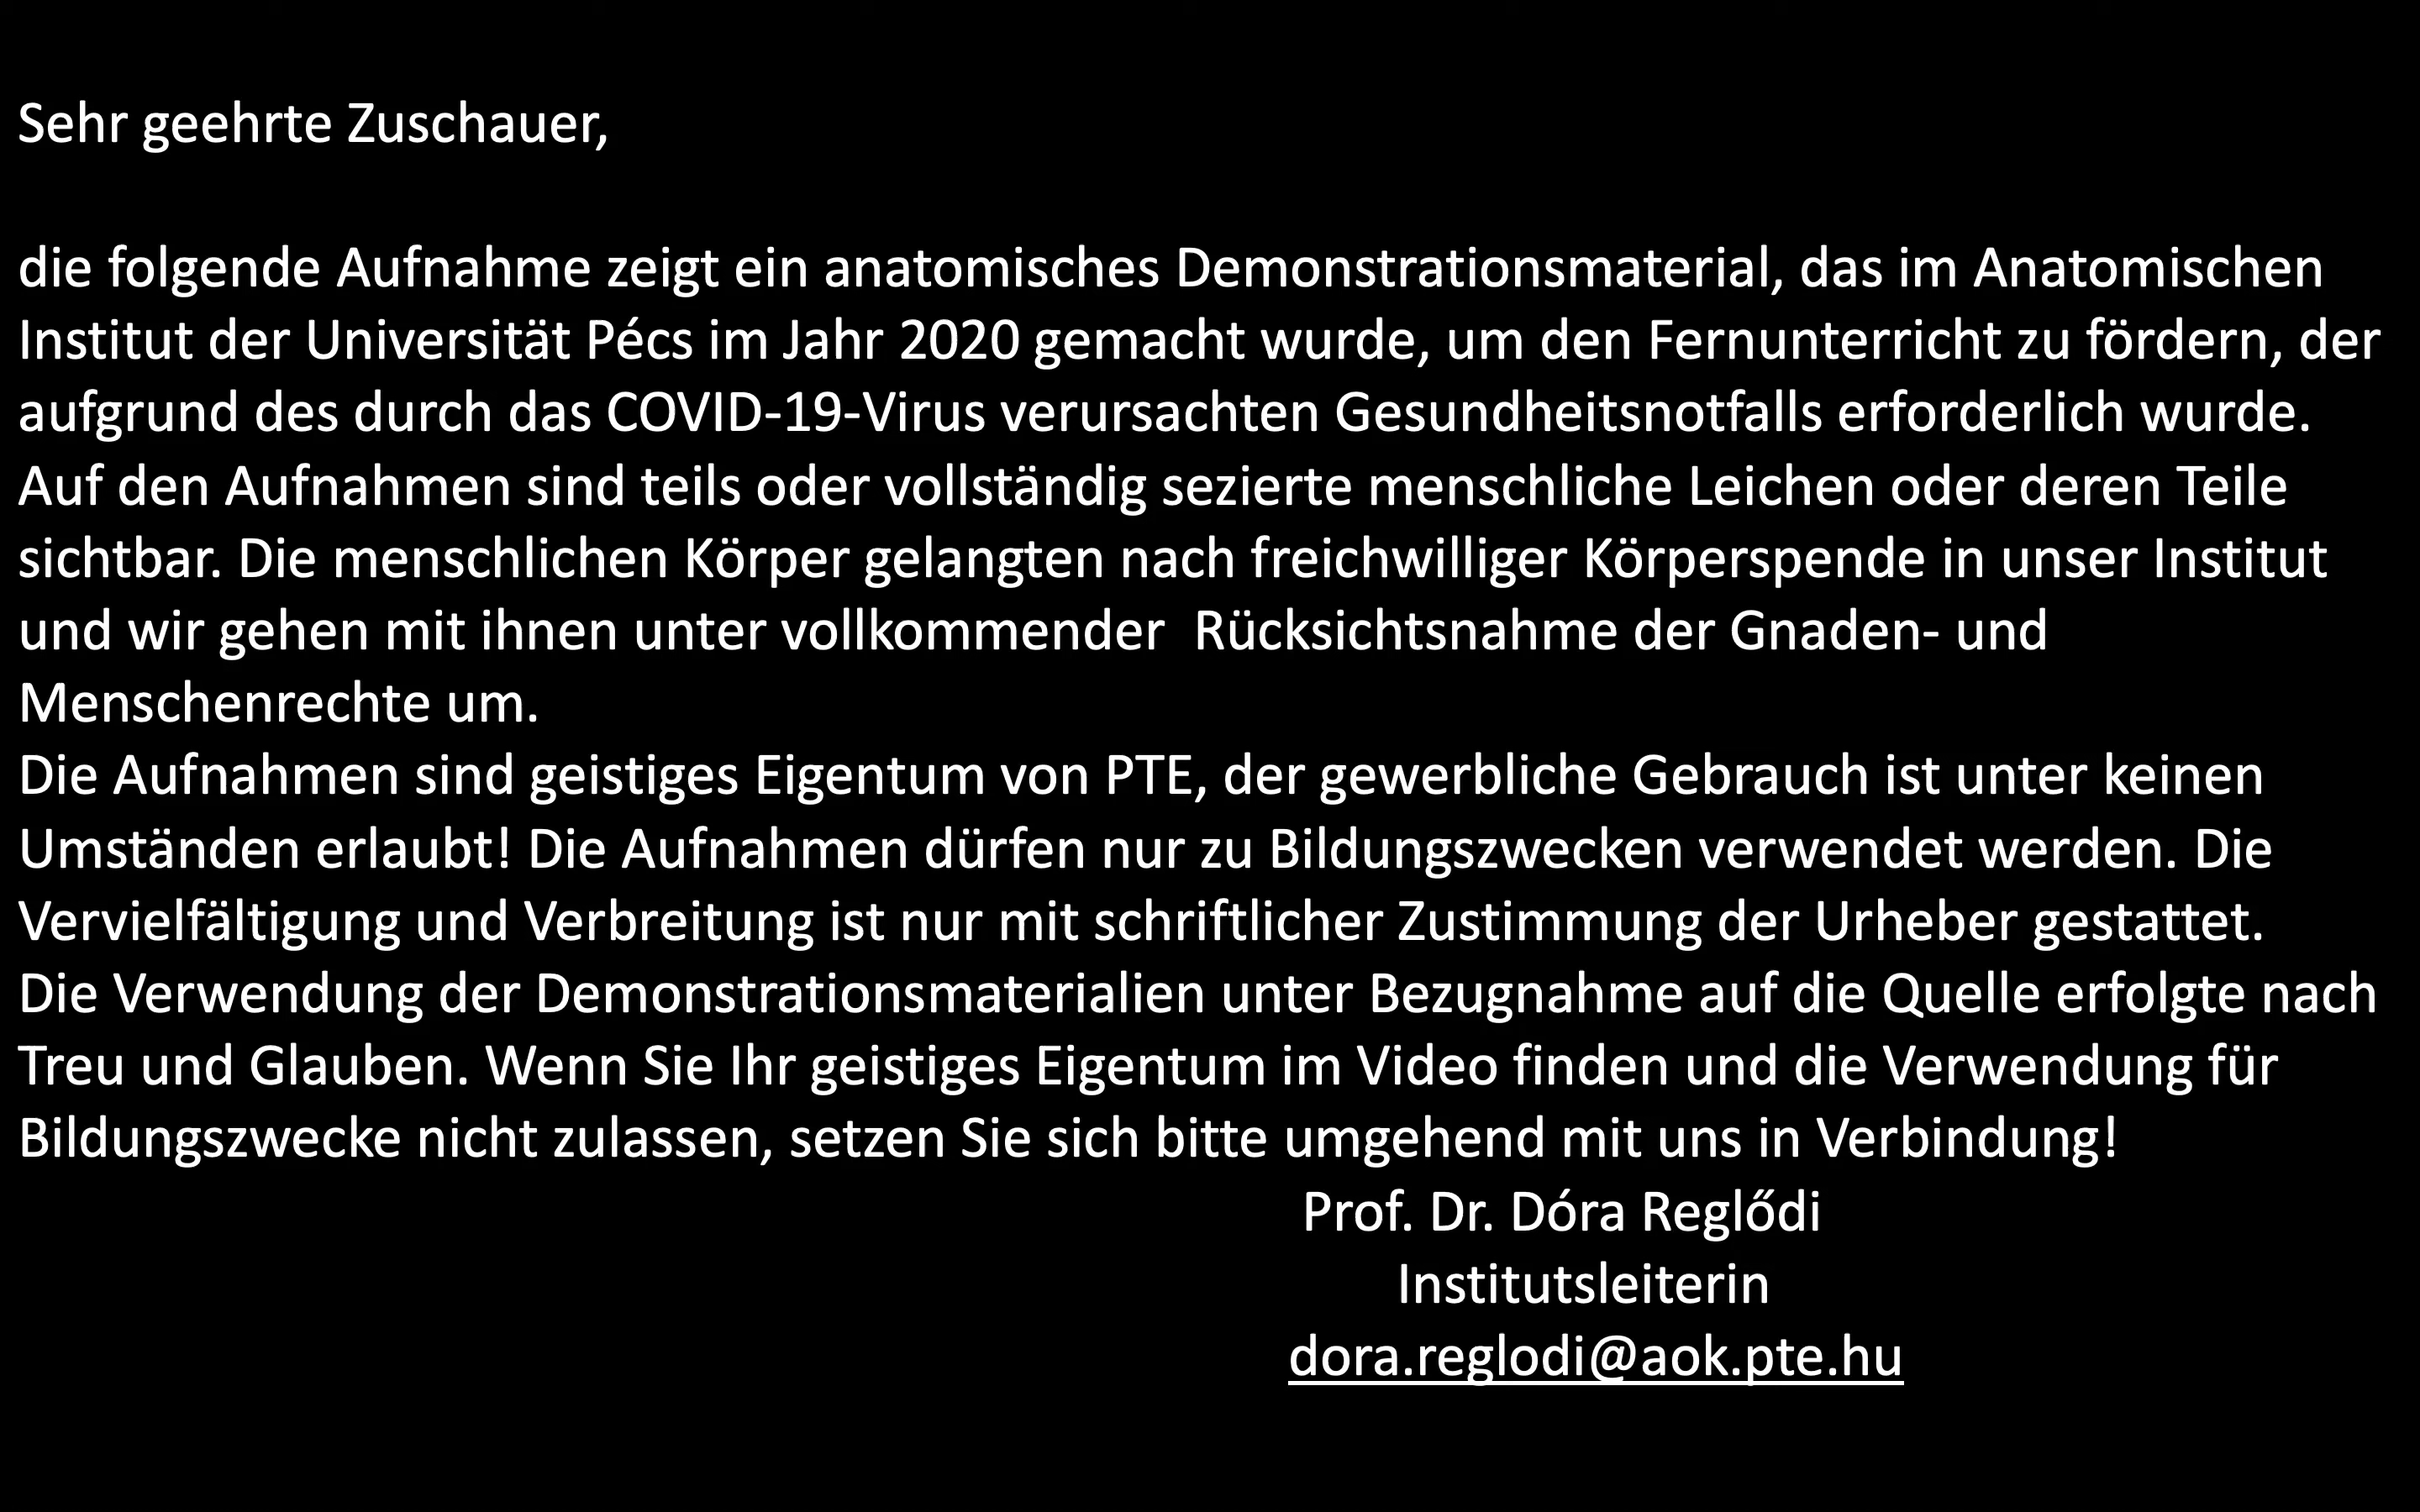 Sehr geehrte Zuschauer,
die folgende Aufnahme zeigt ein anatomisches Demonstrationsmaterial, das im Anatomischen
Institut der Universität Pécs im Jahr 2020 gemacht wurde, um den Fernunterricht zu fördern, der
aufgrund des durch das COVID-19-Virus verursachten Gesundheitsnotfalls erforderlich wurde.
Auf den Aufnahmen sind teils oder vollständig sezierte menschliche Leichen oder deren Teile
sichtbar. Die menschlichen Körper gelangten nach freichwilliger Körperspende in unser Institut
und wir gehen mit ihnen unter vollkommender Rücksichtsnahme der Gnaden- und
Menschenrechte um.
Die Aufnahmen sind geistiges Eigentum von PTE, der gewerbliche Gebrauch ist unter keinen
Umständen erlaubt! Die Aufnahmen dürfen nur zu Bildungszwecken verwendet werden. Die
Vervielfältigung und Verbreitung ist nur mit schriftlicher Zustimmung der Urheber gestattet.
Die Verwendung der Demonstrationsmaterialien unter Bezugnahme auf die Quelle erfolgte nach
Treu und Glauben. Wenn Sie Ihr geistiges Eigentum im Video finden und die Verwendung für
Bildungszwecke nicht zulassen, setzen Sie sich bitte umgehend mit uns in Verbindung!
Prof. Dr. Dóra Reglődi
Institutsleiterin
dora.reglodi@aok.pte.hu